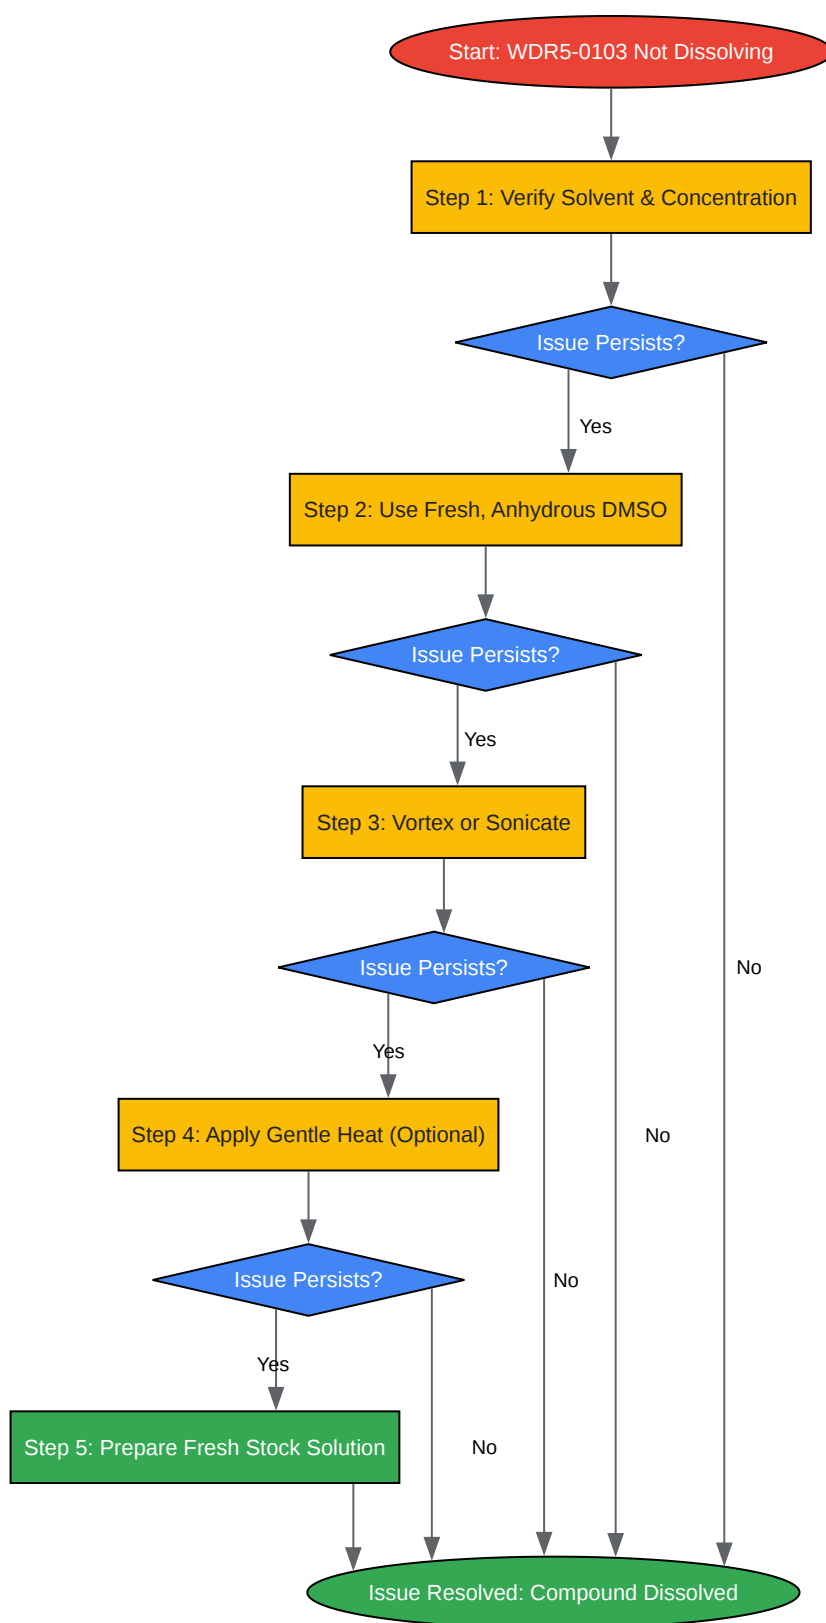 Start: WDR5-0103 Not Dissolving
Step 1: Verify Solvent & Concentration
Issue Persists?
Yes
Step 2: Use Fresh, Anhydrous DMSO
Issue Persists?
Yes
Step 3: Vortex or Sonicate
Issue Persists?
No
Yes
Step 4: Apply Gentle Heat (Optional)
No
Issue Persists?
No
Yes
Step 5: Prepare Fresh Stock Solution
No
Issue Resolved: Compound Dissolved